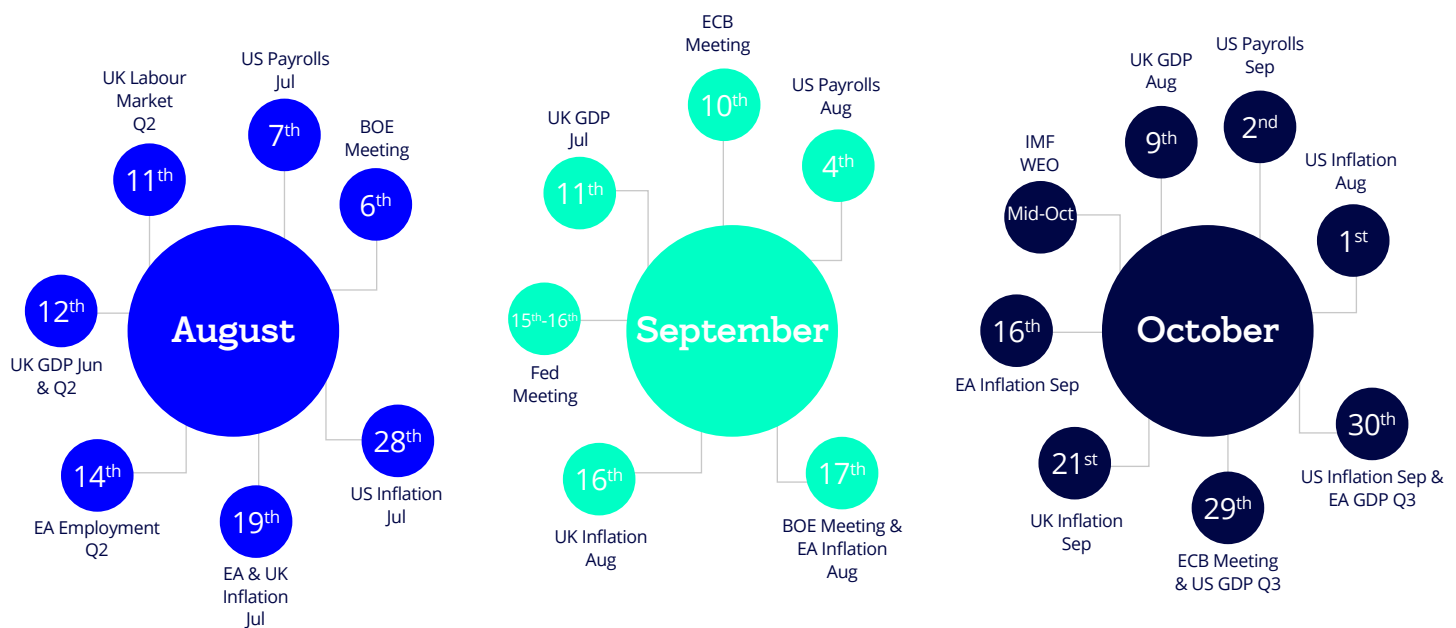 August
BOE
Meeting
6th
US Payrolls
Jul
7th
UK Labour
Market
Q2
11th
12th
UK GDP Jun
& Q2
14th
EA Employment
Q2
19th
EA & UK
Inflation
Jul
28th
US Inflation
Jul
September
US Payrolls
Aug
4th
ECB
Meeting
10th
UK GDP
Jul
11th
15th-16th
Fed
Meeting
16th
UK Inflation
Aug
17th
BOE Meeting &
EA Inflation
Aug
October
US Inflation
Aug
1st
US Payrolls
Sep
2nd
UK GDP
Aug
9th
IMF
WEO
Mid-Oct
16th
EA Inflation Sep
21st
UK Inflation
Sep
29th
ECB Meeting
& US GDP Q3
30th
US Inflation Sep &
EA GDP Q3